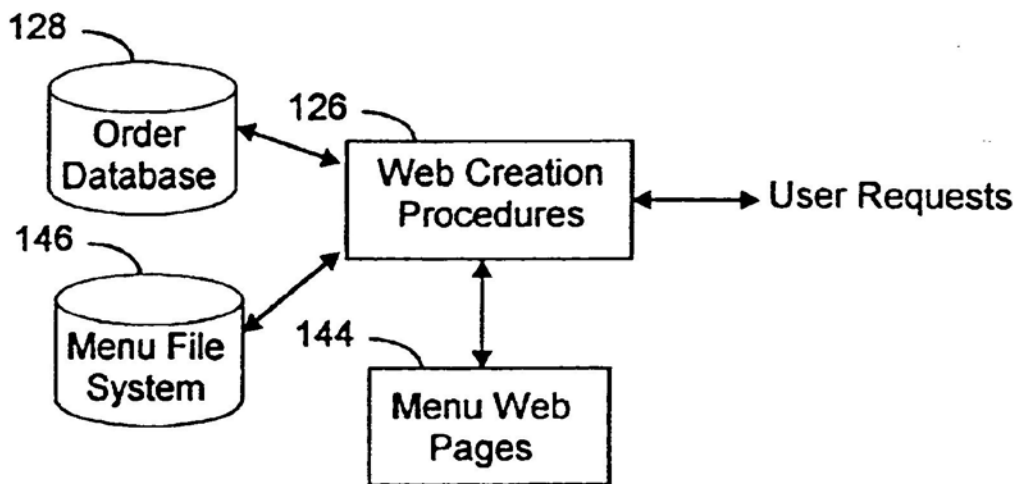 128
Order
Database
126
Web Creation
Procedures
User Requests
146
Menu File
System
144
Menu Web
Pages